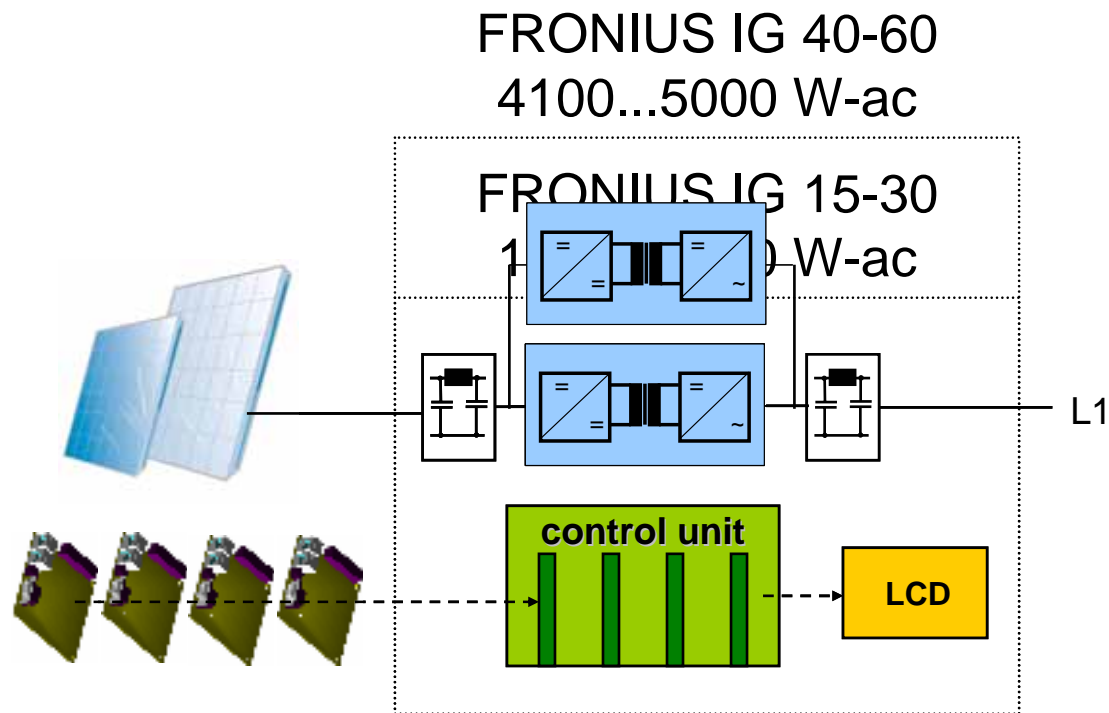 FRONIUS IG 40-60
4100...5000 W-ac
FRONIUS IG 15-30
W-ac
= = = ~
= = = ~
L1
control unit
LCD